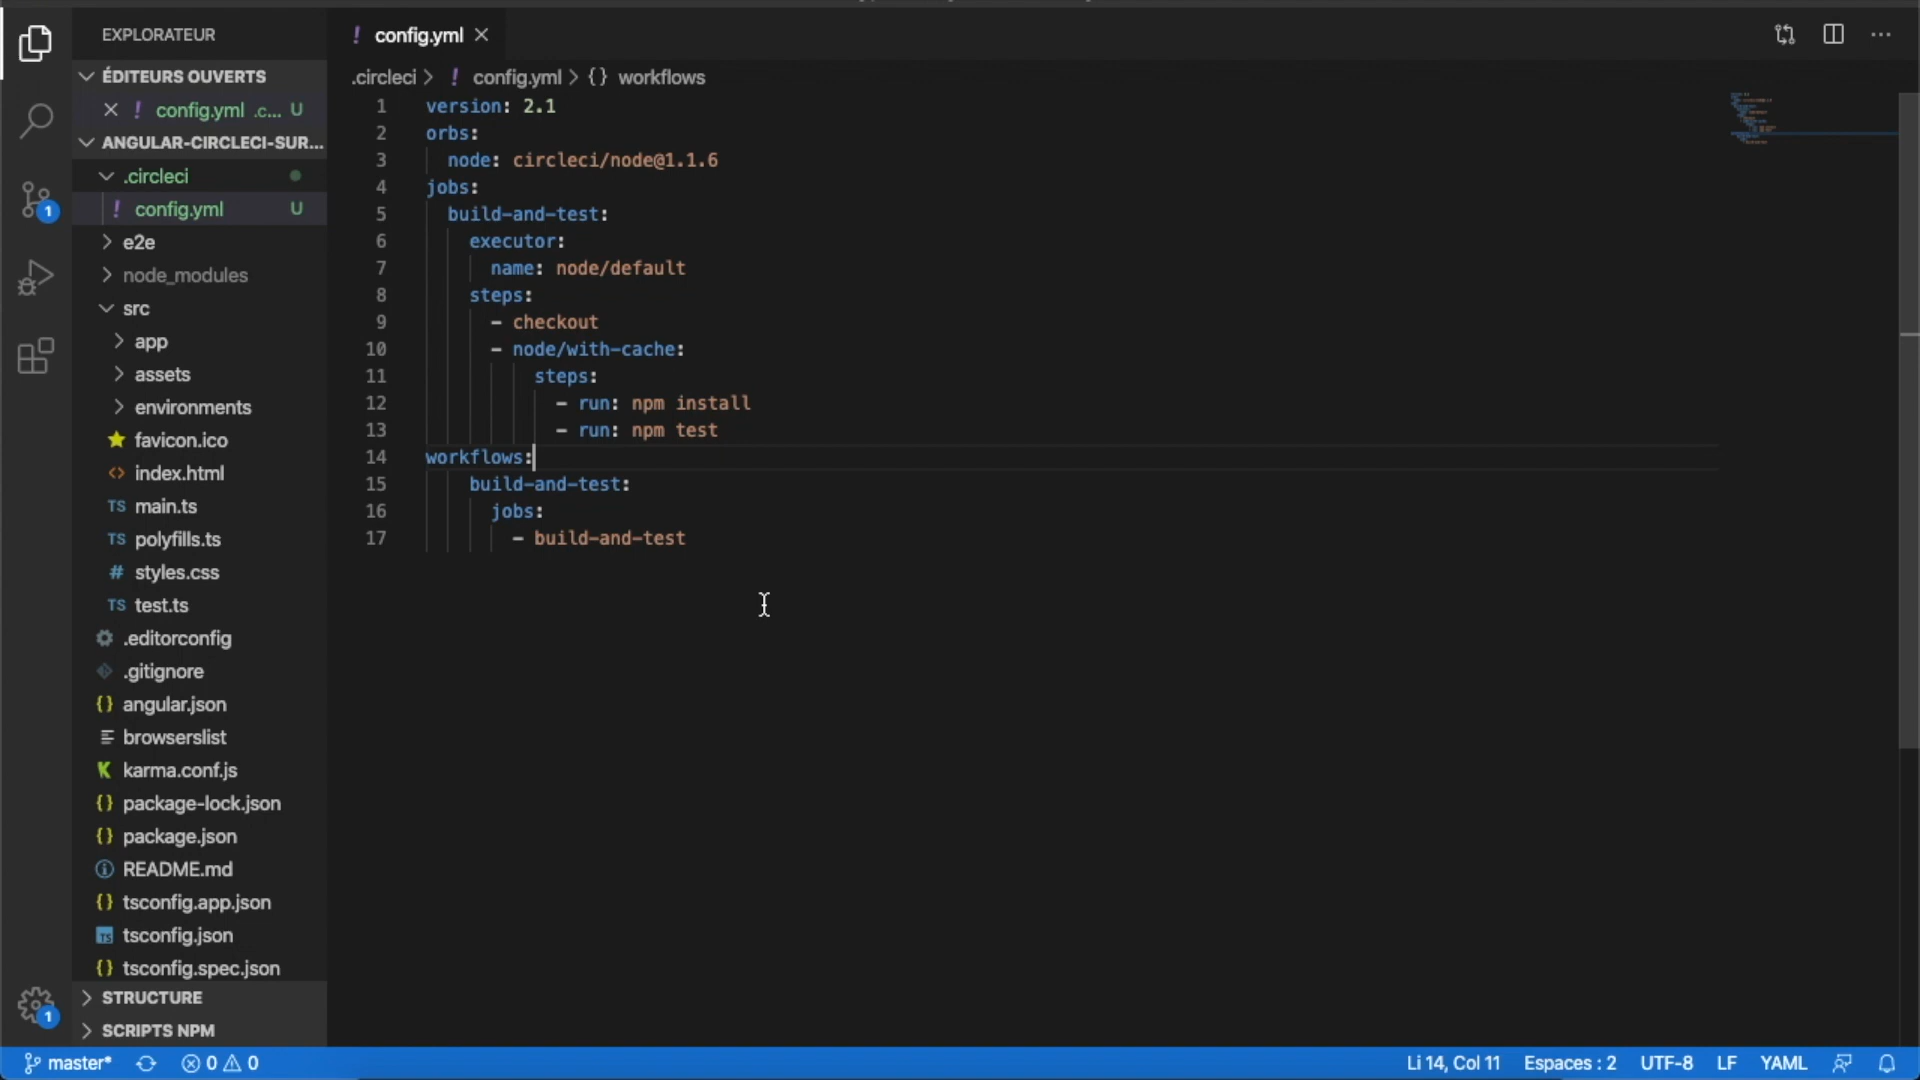 EXPLORATEUR
ÉDITEURS OUVERTS
config.yml .c... U
ANGULAR-CIRCLECI-SUR...
.circleci
config.yml U
e2e
node_modules
src
app
assets
environments
favicon.ico
index.html
TS main.ts
TS polyfills.ts
# styles.css
TS test.ts
.editorconfig
.gitignore
{} angular.json
browserslist
karma.conf.js
{} package-lock.json
{} package.json
README.md
{} tsconfig.app.json
TS tsconfig.json
{} tsconfig.spec.json
STRUCTURE
SCRIPTS NPM
1
1
! config.yml
.circleci > ! config.yml > {} workflows
1 version: 2.1
2 orbs:
3 node: circleci/node@1.1.6
4 jobs:
5 build-and-test:
6 executor:
7 name: node/default
8 steps:
9 - checkout
10 - node/with-cache:
11 steps:
12 - run: npm install
13 - run: npm test
14 workflows:
15 build-and-test:
16 jobs:
17 - build-and-test
master* 0 0 Li 14, Col 11 Espaces : 2 UTF-8 LF YAML